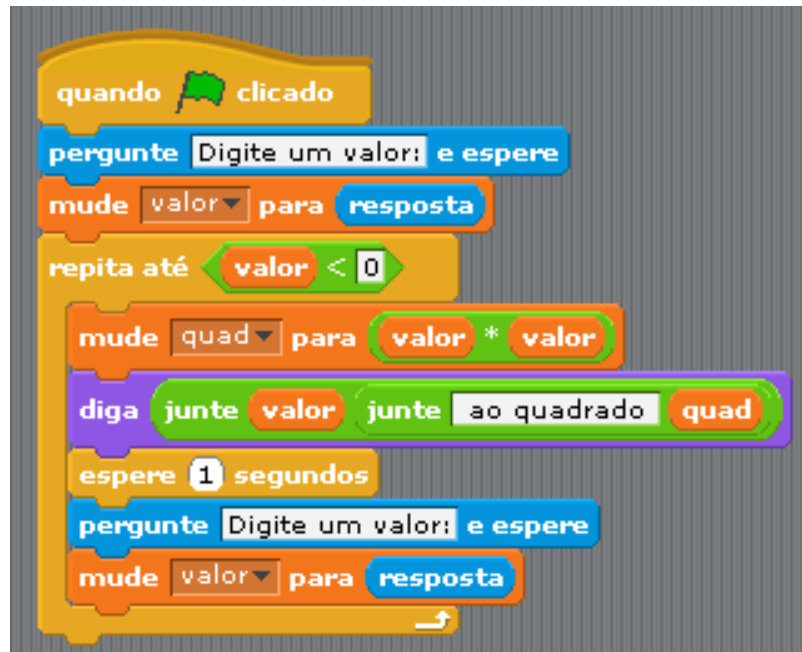 quando clicado
pergunte Digite um valor: e espere
mude valor para resposta
repita até valor < 0
mude quad para valor * valor
diga junte valor junte ao quadrado quad
espere 1 segundos
pergunte Digite um valor: e espere
mude valor para resposta